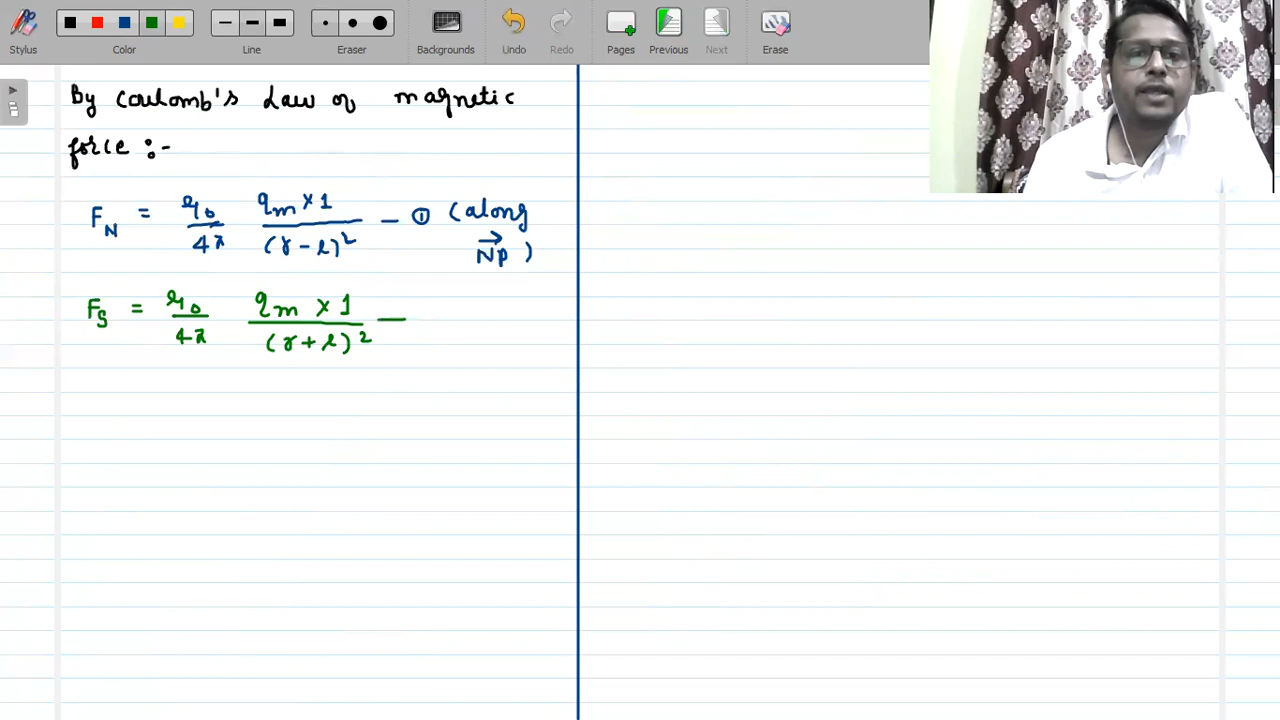 Stylus Color Line Eraser Backgrounds Undo Redo Pages Previous Next Erase
By Coulomb's Law of magnetic
force :-
F_N = μ₀/4π q_m × 1/(r - l)² — ① (along
→NP)
F_S = μ₀/4π q_m × 1/(r + l)² —